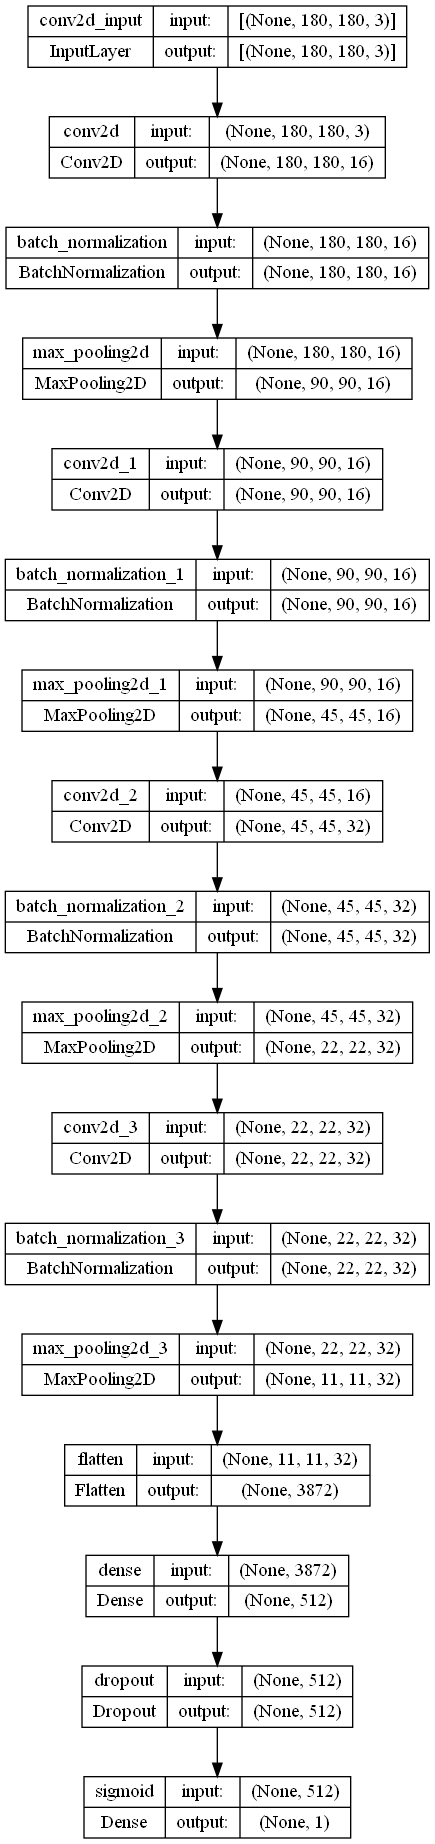 conv2d_input input: [(None, 180, 180, 3)]
InputLayer output: [(None, 180, 180, 3)]
conv2d input: (None, 180, 180, 3)
Conv2D output: (None, 180, 180, 16)
batch_normalization input: (None, 180, 180, 16)
BatchNormalization output: (None, 180, 180, 16)
max_pooling2d input: (None, 180, 180, 16)
MaxPooling2D output: (None, 90, 90, 16)
conv2d_1 input: (None, 90, 90, 16)
Conv2D output: (None, 90, 90, 16)
batch_normalization_1 input: (None, 90, 90, 16)
BatchNormalization output: (None, 90, 90, 16)
max_pooling2d_1 input: (None, 90, 90, 16)
MaxPooling2D output: (None, 45, 45, 16)
conv2d_2 input: (None, 45, 45, 16)
Conv2D output: (None, 45, 45, 32)
batch_normalization_2 input: (None, 45, 45, 32)
BatchNormalization output: (None, 45, 45, 32)
max_pooling2d_2 input: (None, 45, 45, 32)
MaxPooling2D output: (None, 22, 22, 32)
conv2d_3 input: (None, 22, 22, 32)
Conv2D output: (None, 22, 22, 32)
batch_normalization_3 input: (None, 22, 22, 32)
BatchNormalization output: (None, 22, 22, 32)
max_pooling2d_3 input: (None, 22, 22, 32)
MaxPooling2D output: (None, 11, 11, 32)
flatten input: (None, 11, 11, 32)
Flatten output: (None, 3872)
dense input: (None, 3872)
Dense output: (None, 512)
dropout input: (None, 512)
Dropout output: (None, 512)
sigmoid input: (None, 512)
Dense output: (None, 1)